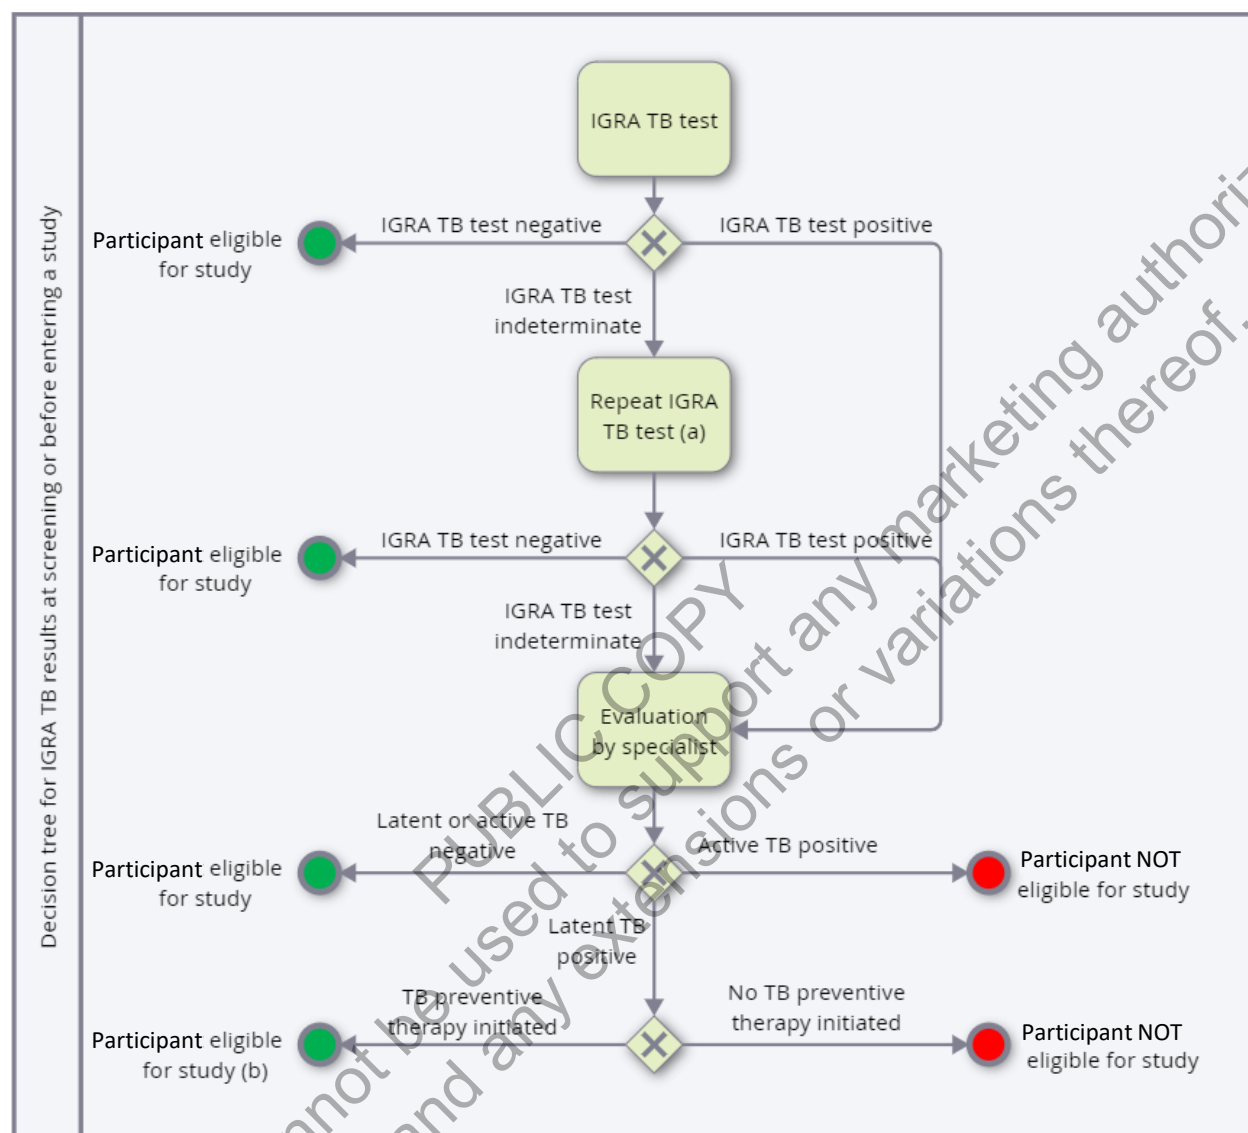 Decision tree for IGRA TB results at screening or before entering a study
IGRA TB test
IGRA TB test negative
IGRA TB test positive
Participant eligible
for study
IGRA TB test
indeterminate
Repeat IGRA
TB test (a)
IGRA TB test negative
IGRA TB test positive
Participant eligible
for study
IGRA TB test
indeterminate
Evaluation
by specialist
Latent or active TB
negative
Active TB positive
Participant eligible
for study
Participant NOT
eligible for study
Latent TB
positive
TB preventive
therapy initiated
No TB preventive
therapy initiated
Participant eligible
for study (b)
Participant NOT
eligible for study
PUBLIC COPY
be used to support any marketing
and any extensions or variations thereof.